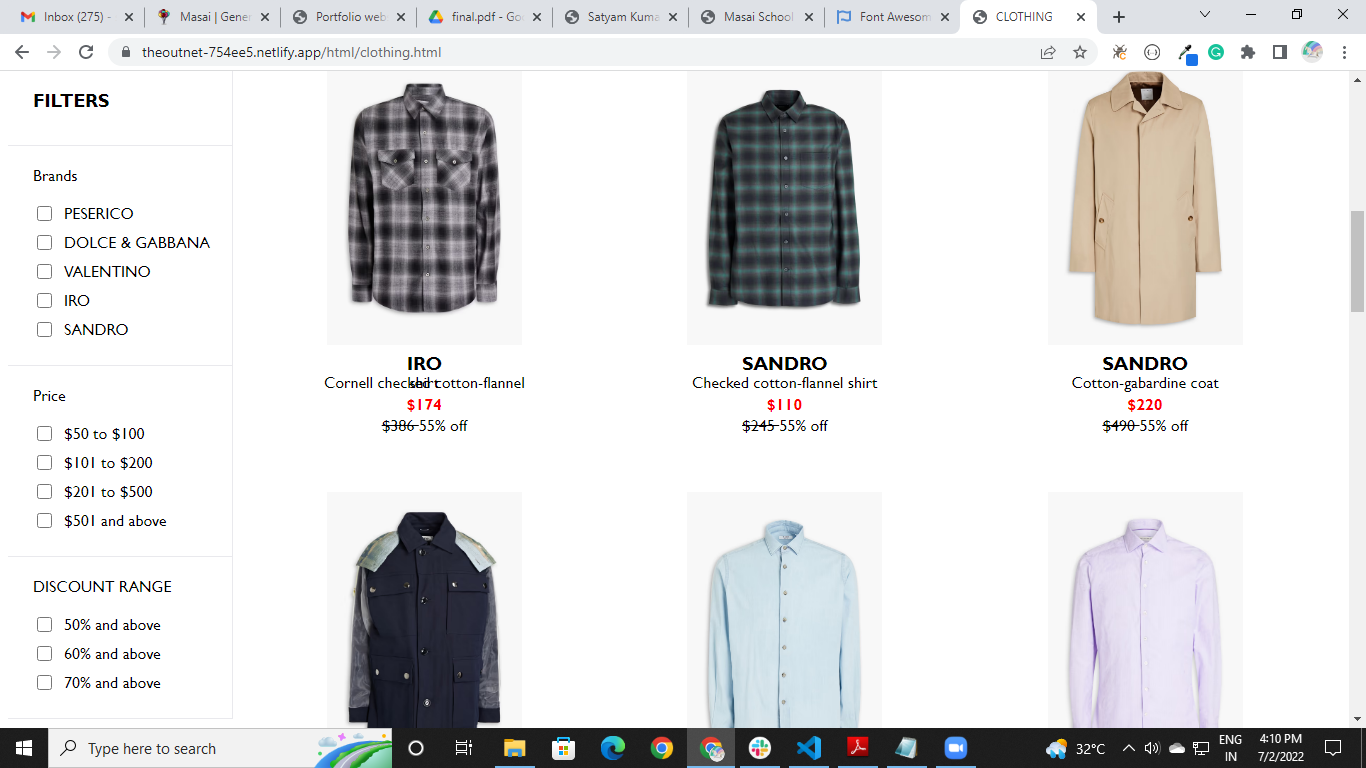 Inbox (275) -
Masai | Gene
Portfolio web
final.pdf - Go
Satyam Kuma
Masai School
Font Awesom
CLOTHING
theoutnet-754ee5.netlify.app/html/clothing.html
FILTERS
Brands
PESERICO
DOLCE & GABBANA
VALENTINO
IRO
SANDRO
Price
$50 to $100
$101 to $200
$201 to $500
$501 and above
DISCOUNT RANGE
50% and above
60% and above
70% and above
IRO
Cornell checked cotton-flannel
shirt
$174
$386 55% off
SANDRO
Checked cotton-flannel shirt
$110
$245 55% off
SANDRO
Cotton-gabardine coat
$220
$490 55% off
Type here to search
32°C
ENG
IN
4:10 PM
7/2/2022